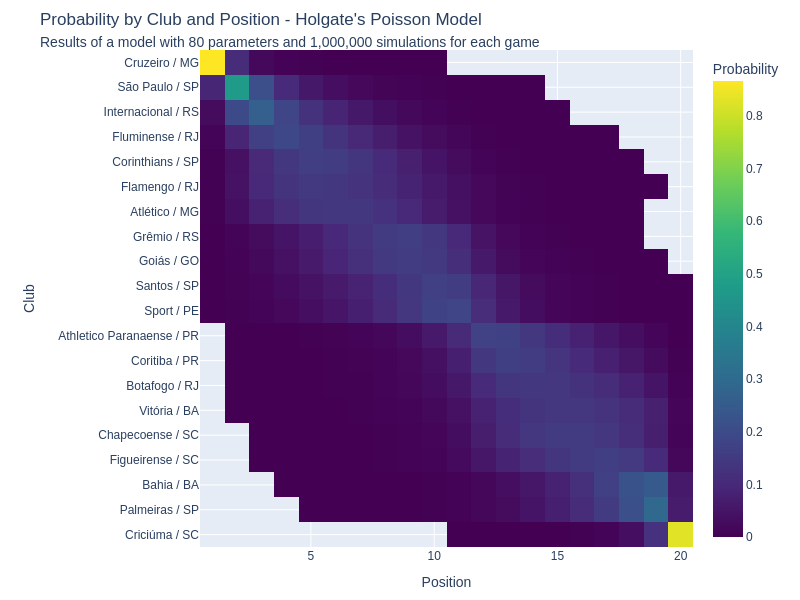 Probability by Club and Position - Holgate's Poisson Model
Results of a model with 80 parameters and 1,000,000 simulations for each game
Probability
Cruzeiro / MG
São Paulo / SP
Internacional / RS
Fluminense / RJ
Corinthians / SP
Flamengo / RJ
Atlético / MG
Grêmio / RS
Goiás / GO
Santos / SP
Sport / PE
Athletico Paranaense / PR
Coritiba / PR
Botafogo / RJ
Vitória / BA
Chapecoense / SC
Figueirense / SC
Bahia / BA
Palmeiras / SP
Criciúma / SC
Club
5 10 15 20
Position
0.8
0.7
0.6
0.5
0.4
0.3
0.2
0.1
0